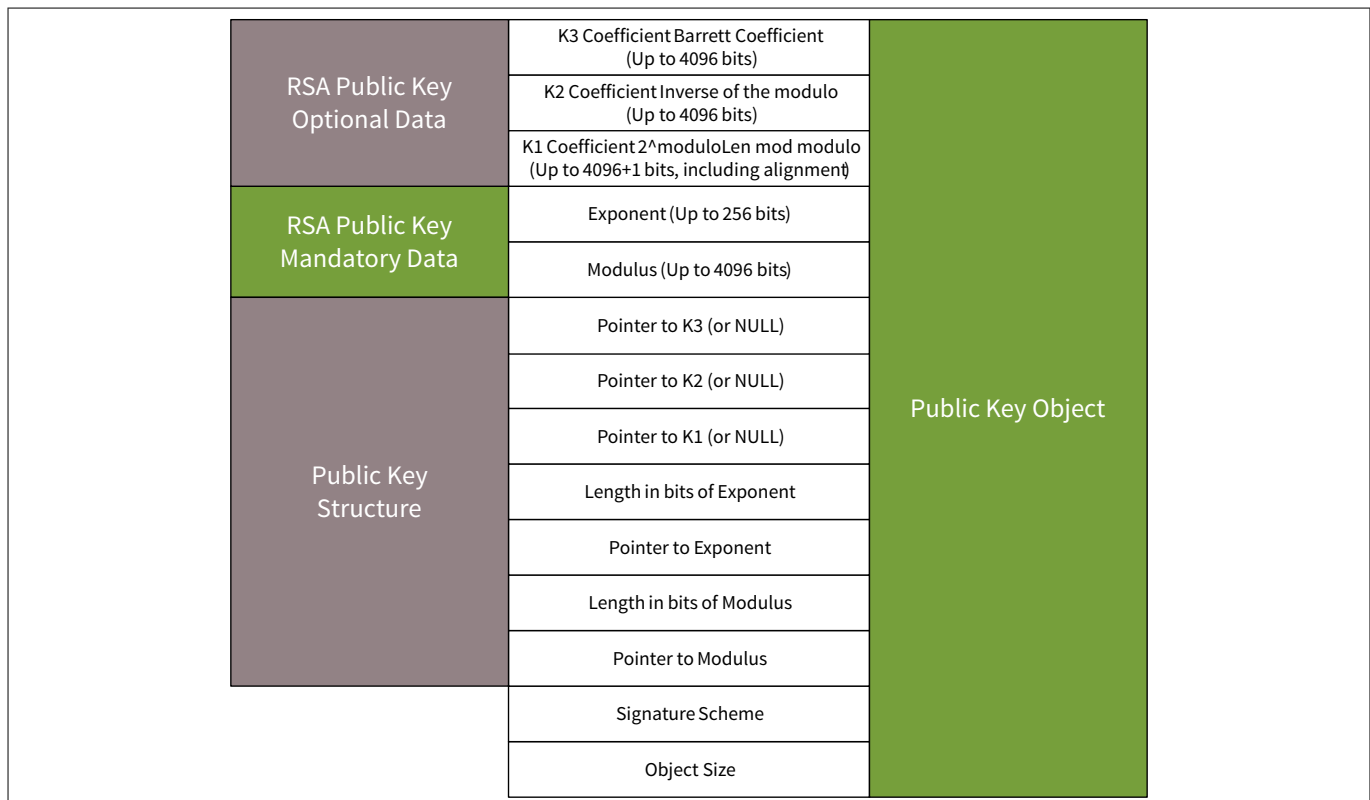 RSA Public Key
Optional Data
K3 Coefficient Barrett Coefficient
(Up to 4096 bits)
K2 Coefficient Inverse of the modulo
(Up to 4096 bits)
K1 Coefficient 2^moduloLen mod modulo
(Up to 4096+1 bits, including alignment)
RSA Public Key
Mandatory Data
Exponent (Up to 256 bits)
Modulus (Up to 4096 bits)
Public Key
Structure
Pointer to K3 (or NULL)
Pointer to K2 (or NULL)
Pointer to K1 (or NULL)
Length in bits of Exponent
Pointer to Exponent
Length in bits of Modulus
Pointer to Modulus
Signature Scheme
Object Size
Public Key Object